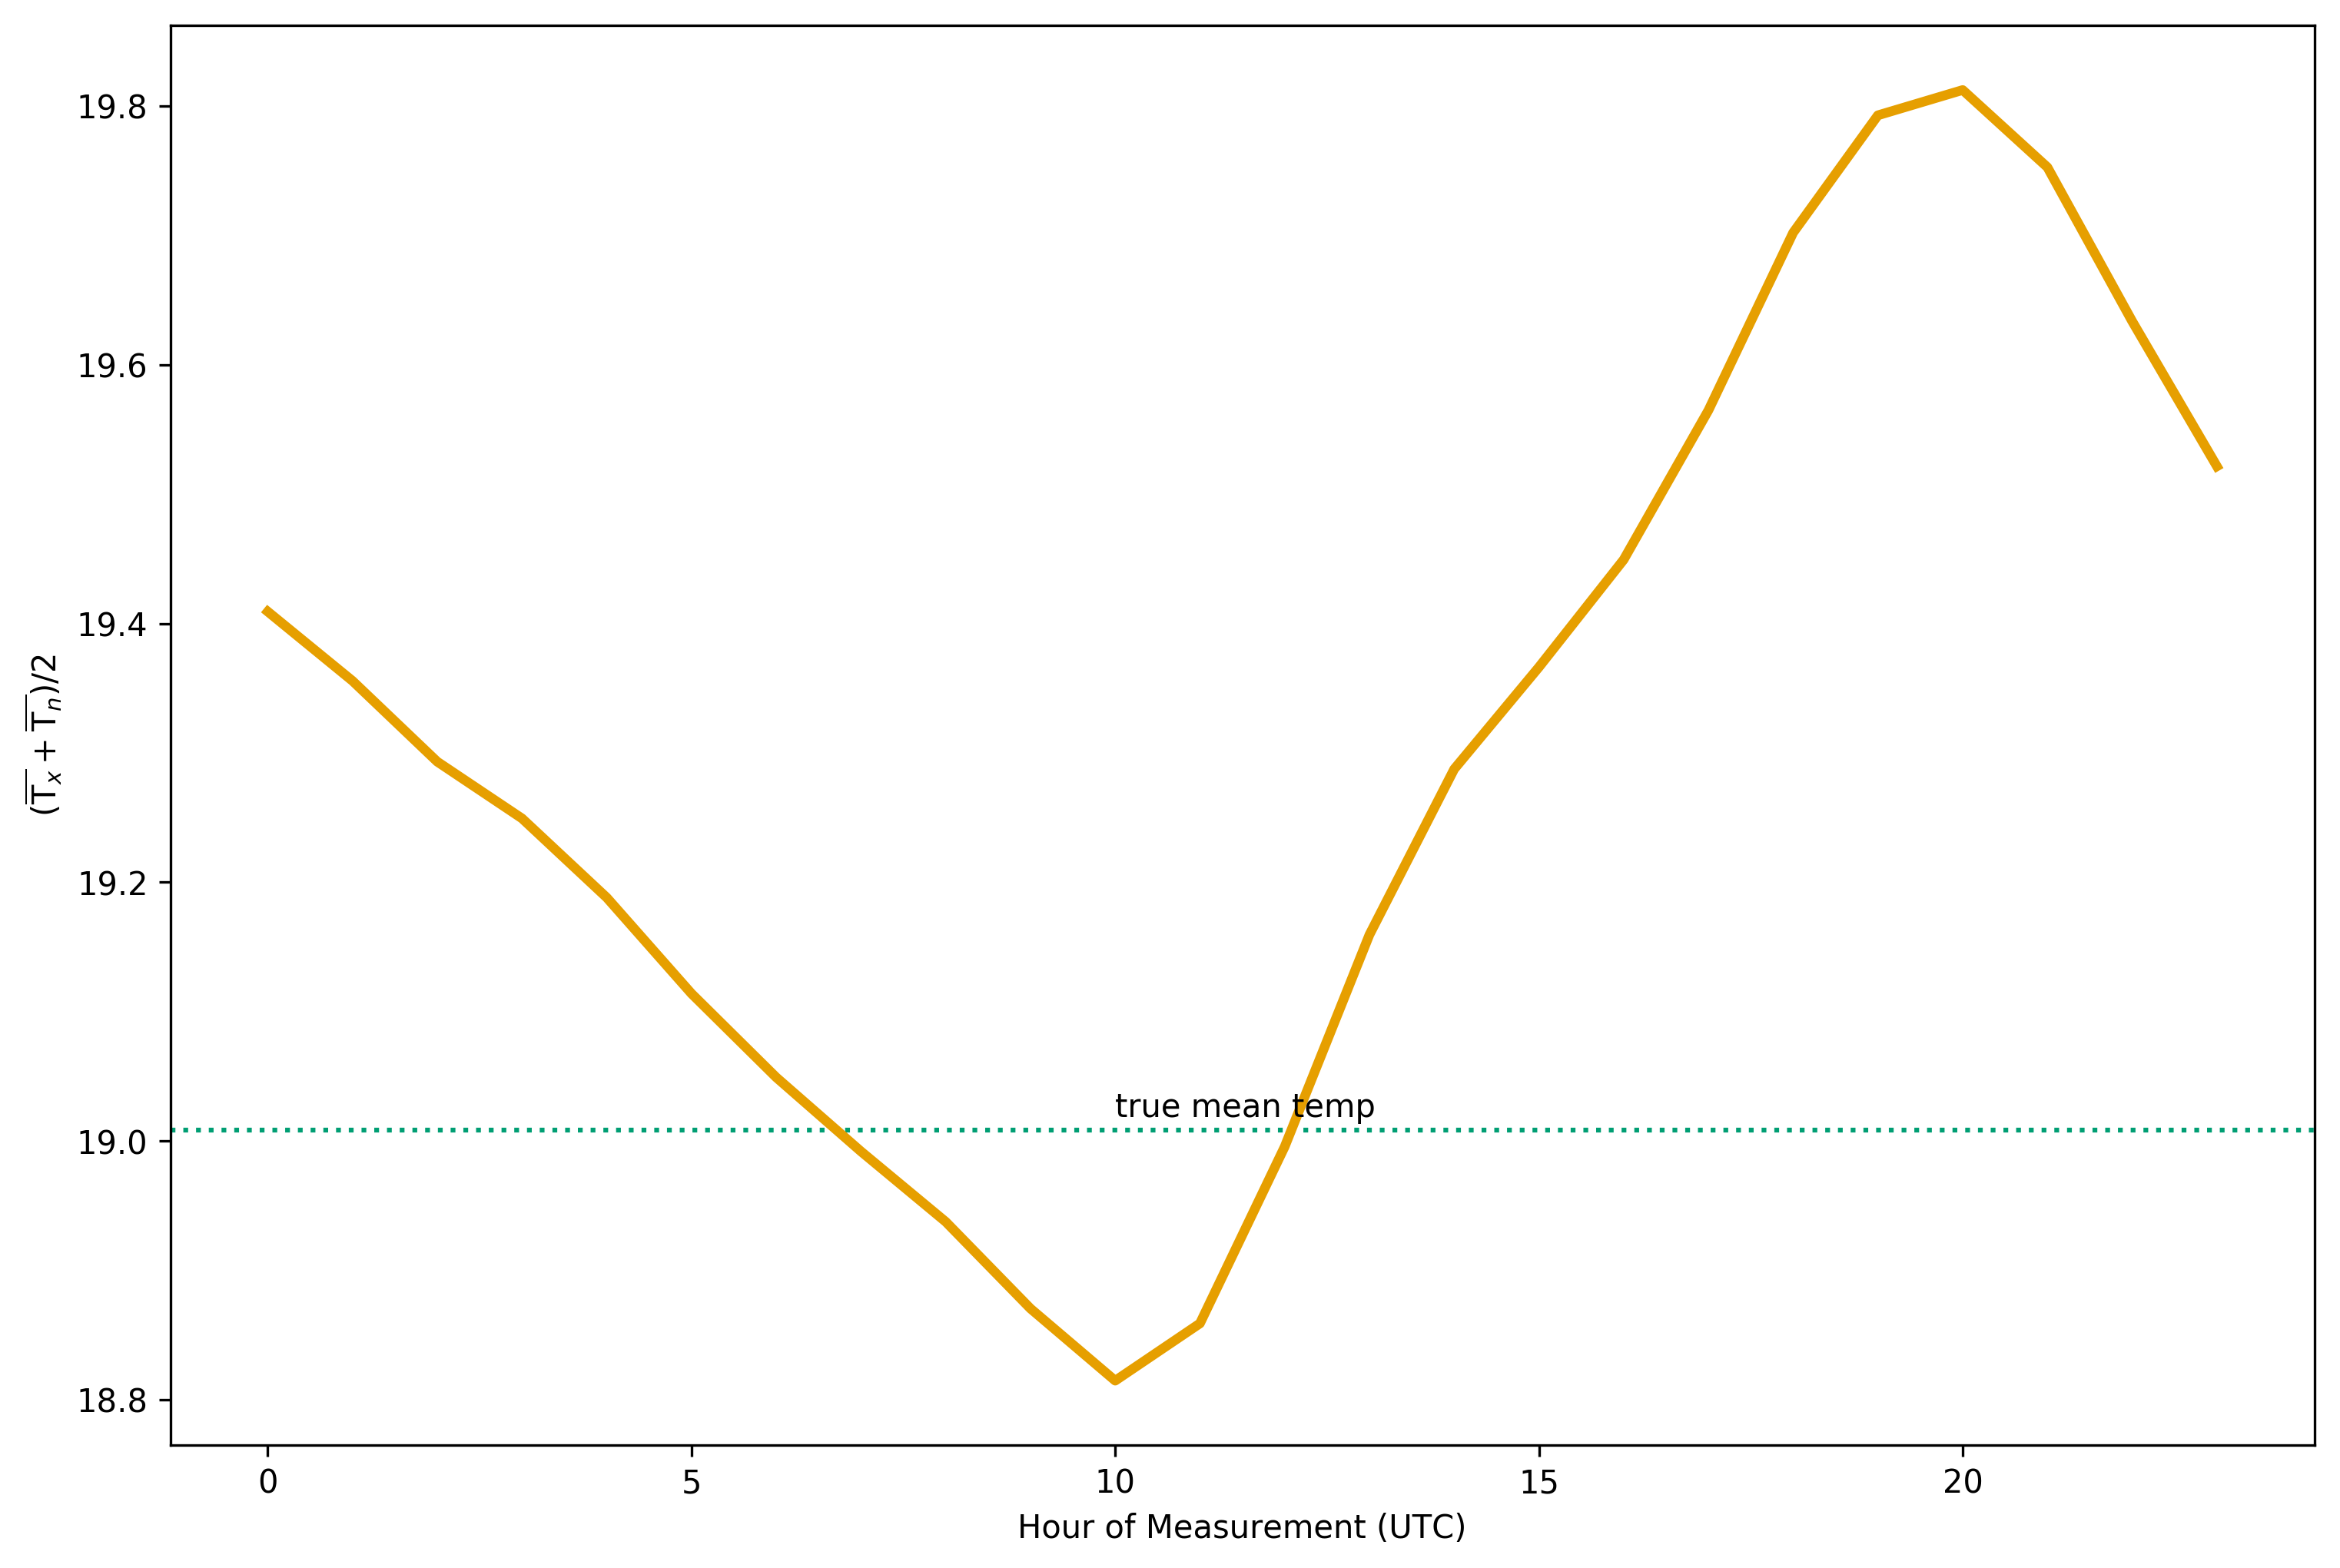 19.8
19.6
19.4
19.2
19.0
18.8
(T̅ₓ + T̅ₙ)/2
true mean temp
0 5 10 15 20
Hour of Measurement (UTC)